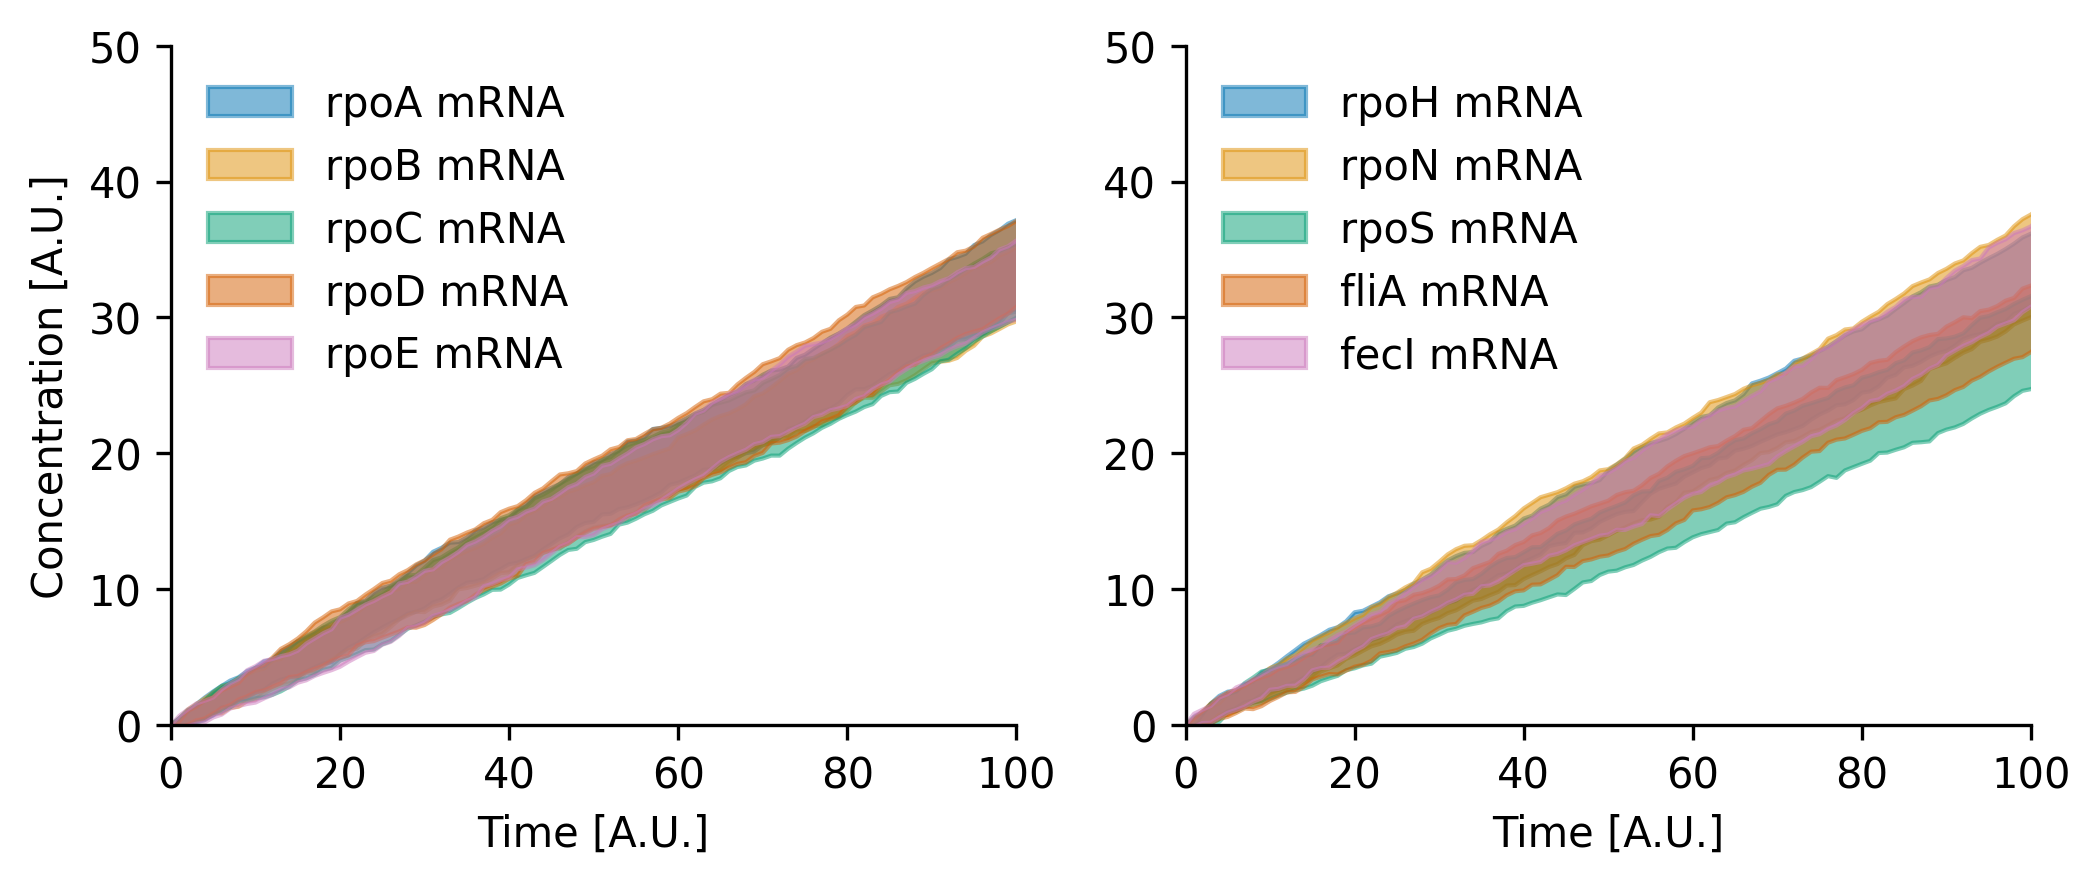 50
40
30
20
10
0
Concentration [A.U.]
rpoA mRNA
rpoB mRNA
rpoC mRNA
rpoD mRNA
rpoE mRNA
0 20 40 60 80 100
Time [A.U.]
50
40
30
20
10
0
rpoH mRNA
rpoN mRNA
rpoS mRNA
fliA mRNA
fecI mRNA
0 20 40 60 80 100
Time [A.U.]